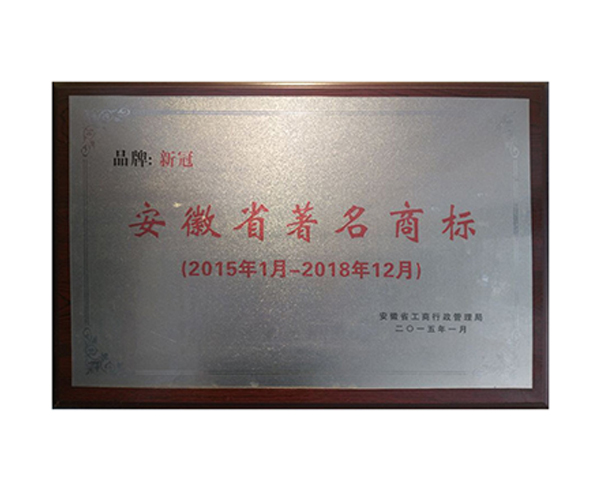 品牌: 新冠
安徽省著名商标
(2015年1月-2018年12月)
安徽省工商行政管理局
二〇一五年一月